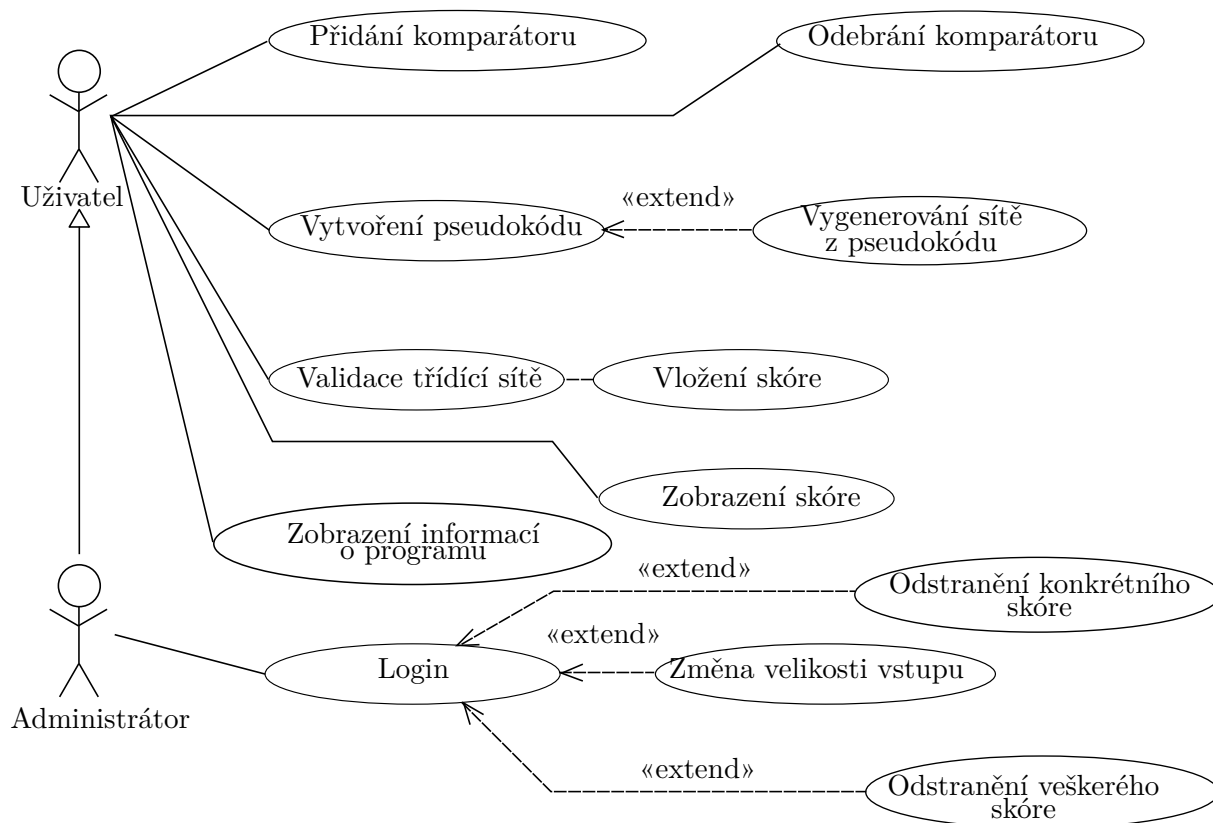 Přidání komparátoru
Odebrání komparátoru
Uživatel
Vytvoření pseudokódu
«extend»
Vygenerování sítě
z pseudokódu
Validace třídící sítě
Vložení skóre
Zobrazení skóre
Zobrazení informací
o programu
«extend»
Odstranění konkrétního
skóre
«extend»
Login
Změna velikosti vstupu
Administrátor
«extend»
Odstranění veškerého
skóre